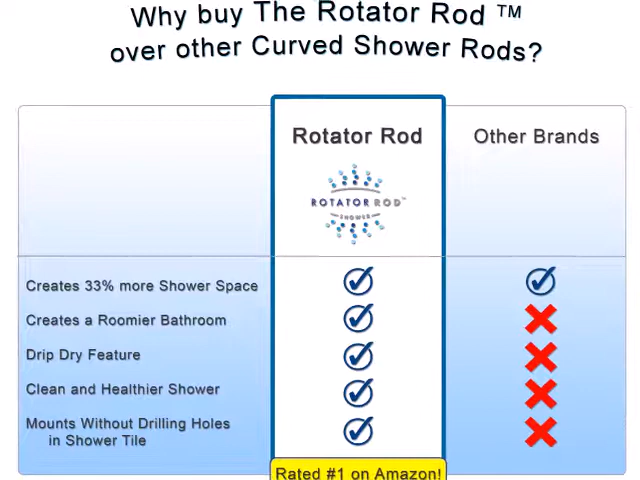 Why buy The Rotator Rod ™
over other Curved Shower Rods?
Rotator Rod
Other Brands
ROTATOR ROD™
SHOWER
Creates 33% more Shower Space
Creates a Roomier Bathroom
Drip Dry Feature
Clean and Healthier Shower
Mounts Without Drilling Holes
in Shower Tile
Rated #1 on Amazon!